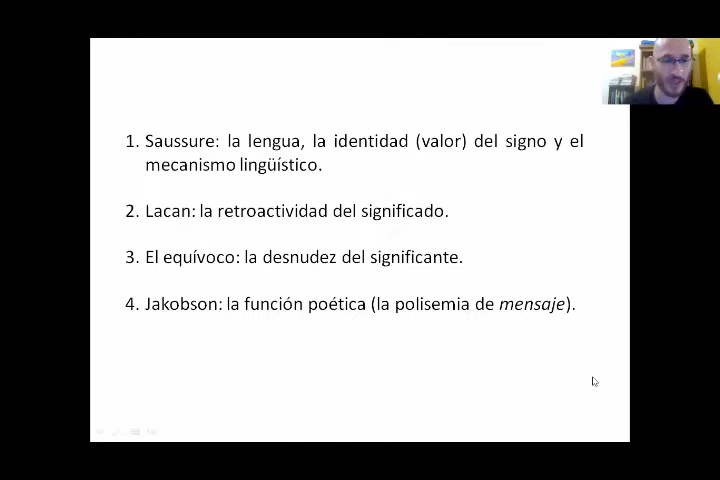 1. Saussure: la lengua, la identidad (valor) del signo y el
mecanismo lingüístico.
2. Lacan: la retroactividad del significado.
3. El equívoco: la desnudez del significante.
4. Jakobson: la función poética (la polisemia de mensaje).